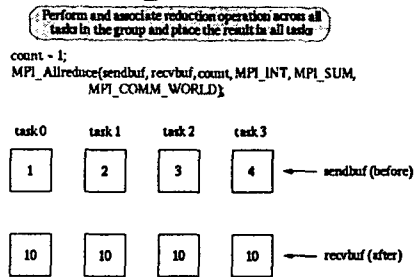 Perform and associate reduction operation across all
tasks in the group and place the result in all tasks
count = 1;
MPI_Allreduce(sendbuf, recvbuf, count, MPI_INT, MPI_SUM,
MPI_COMM_WORLD);
task 0 task 1 task 2 task 3
1 2 3 4 sendbuf (before)
10 10 10 10 recvbuf (after)